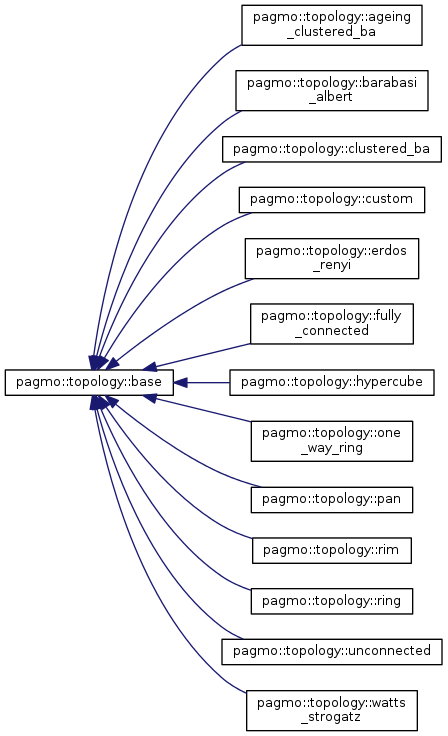 pagmo::topology::ageing
_clustered_ba
pagmo::topology::barabasi
_albert
pagmo::topology::clustered_ba
pagmo::topology::custom
pagmo::topology::erdos
_renyi
pagmo::topology::fully
_connected
pagmo::topology::base
pagmo::topology::hypercube
pagmo::topology::one
_way_ring
pagmo::topology::pan
pagmo::topology::rim
pagmo::topology::ring
pagmo::topology::unconnected
pagmo::topology::watts
_strogatz